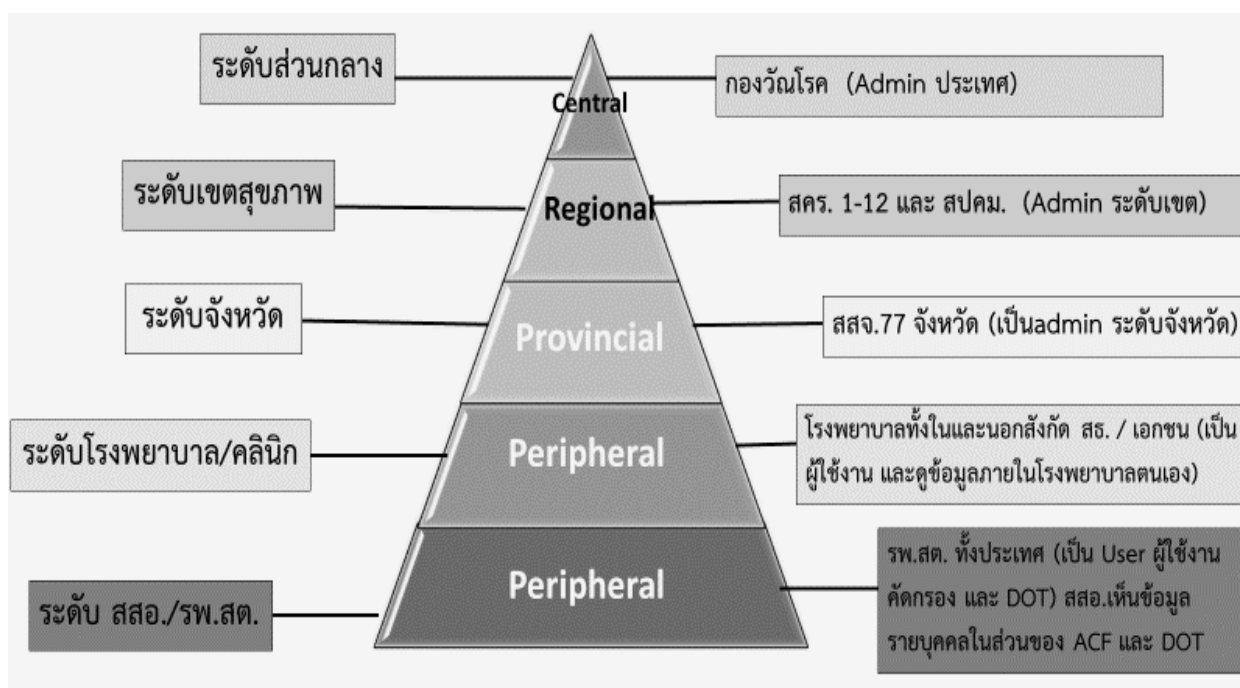 ระดับส่วนกลาง
Central
กองวัณโรค (Admin ประเทศ)
ระดับเขตสุขภาพ
Regional
สคร. 1-12 และ สปคม. (Admin ระดับเขต)
ระดับจังหวัด
Provincial
สสจ.77 จังหวัด (เป็นadmin ระดับจังหวัด)
ระดับโรงพยาบาล/คลินิก
Peripheral
โรงพยาบาลทั้งในและนอกสังกัด สธ. / เอกชน (เป็น
ผู้ใช้งาน และดูข้อมูลภายในโรงพยาบาลตนเอง)
ระดับ สสอ./รพ.สต.
Peripheral
รพ.สต. ทั้งประเทศ (เป็น User ผู้ใช้งาน
คัดกรอง และ DOT) สสอ.เห็นข้อมูล
รายบุคคลในส่วนของ ACF และ DOT